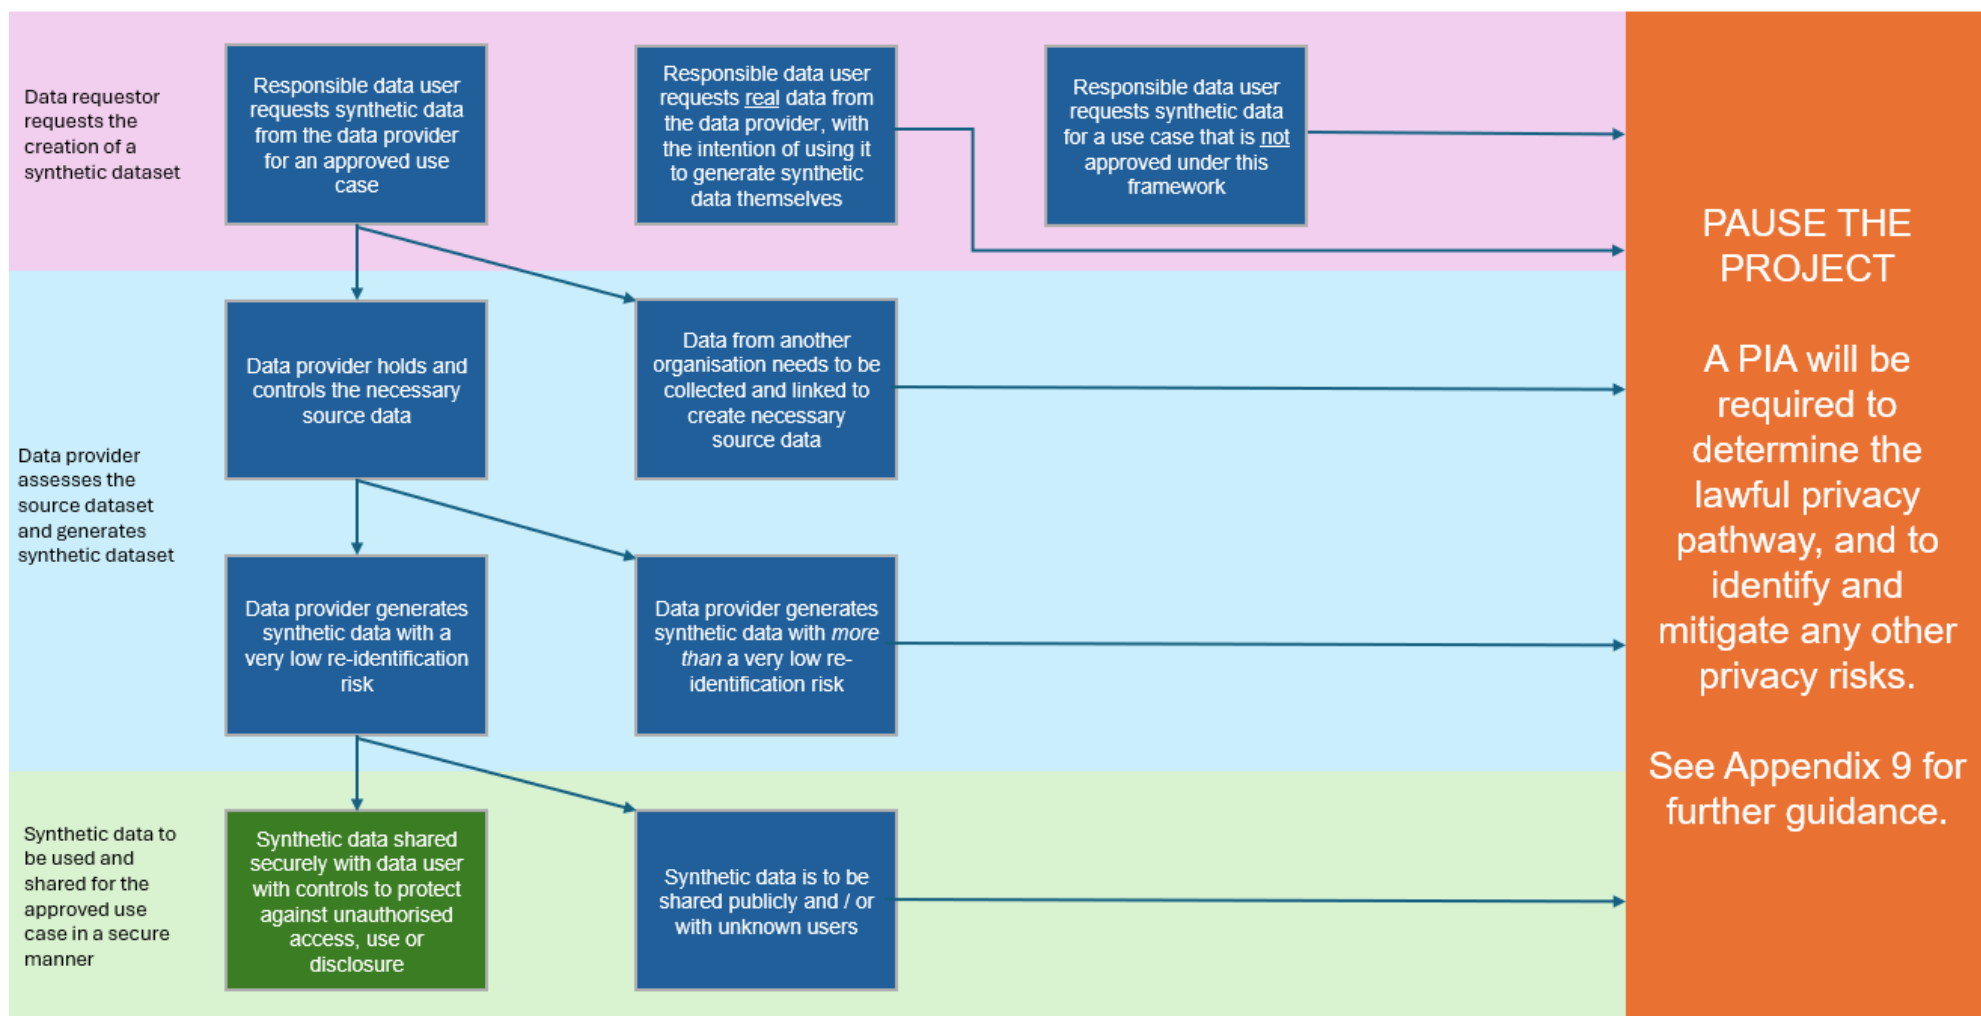 Data requestor
requests the
creation of a
synthetic dataset
Responsible data user
requests synthetic data
from the data provider
for an approved use
case
Responsible data user
requests real data from
the data provider, with
the intention of using it
to generate synthetic
data themselves
Responsible data user
requests synthetic data
for a use case that is not
approved under this
framework
Data provider
assesses the
source dataset
and generates
synthetic dataset
Data provider holds and
controls the necessary
source data
Data from another
organisation needs to be
collected and linked to
create necessary
source data
Data provider generates
synthetic data with a
very low re-identification
risk
Data provider generates
synthetic data with more
than a very low re-
identification risk
Synthetic data to
be used and
shared for the
approved use
case in a secure
manner
Synthetic data shared
securely with data user
with controls to protect
against unauthorised
access, use or
disclosure
Synthetic data is to be
shared publicly and / or
with unknown users
PAUSE THE
PROJECT
A PIA will be
required to
determine the
lawful privacy
pathway, and to
identify and
mitigate any other
privacy risks.
See Appendix 9 for
further guidance.